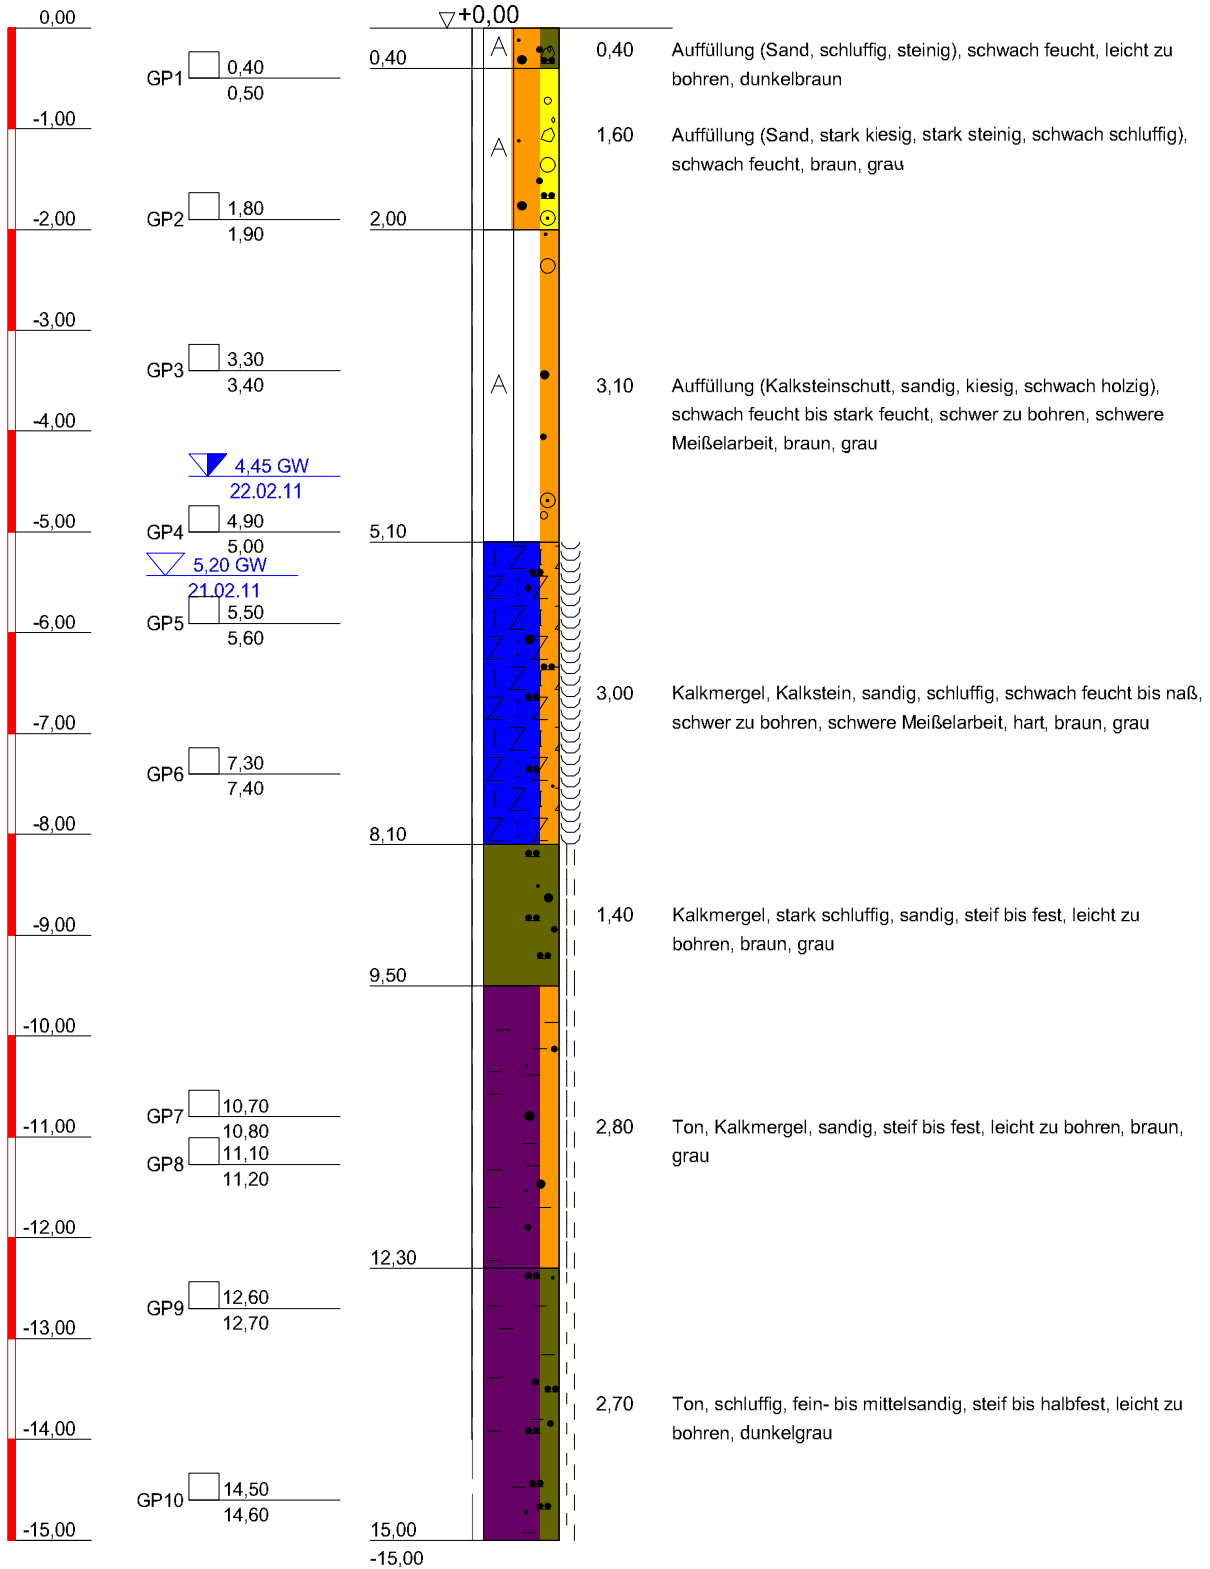 +0,00
0,00
-1,00
-2,00
-3,00
-4,00
-5,00
-6,00
-7,00
-8,00
-9,00
-10,00
-11,00
-12,00
-13,00
-14,00
-15,00
GP1 0,40
0,50
GP2 1,80
1,90
GP3 3,30
3,40
4,45 GW
22.02.11
GP4 4,90
5,00
5,20 GW
21.02.11
GP5 5,50
5,60
GP6 7,30
7,40
GP7 10,70
10,80
GP8 11,10
11,20
GP9 12,60
12,70
GP10 14,50
14,60
0,40
2,00
5,10
8,10
9,50
12,30
15,00
-15,00
A
A
A
0,40 Auffüllung (Sand, schluffig, steinig), schwach feucht, leicht zu
bohren, dunkelbraun
1,60 Auffüllung (Sand, stark kiesig, stark steinig, schwach schluffig),
schwach feucht, braun, grau
3,10 Auffüllung (Kalksteinschutt, sandig, kiesig, schwach holzig),
schwach feucht bis stark feucht, schwer zu bohren, schwere
Meißelarbeit, braun, grau
3,00 Kalkmergel, Kalkstein, sandig, schluffig, schwach feucht bis naß,
schwer zu bohren, schwere Meißelarbeit, hart, braun, grau
1,40 Kalkmergel, stark schluffig, sandig, steif bis fest, leicht zu
bohren, braun, grau
2,80 Ton, Kalkmergel, sandig, steif bis fest, leicht zu bohren, braun,
grau
2,70 Ton, schluffig, fein- bis mittelsandig, steif bis halbfest, leicht zu
bohren, dunkelgrau